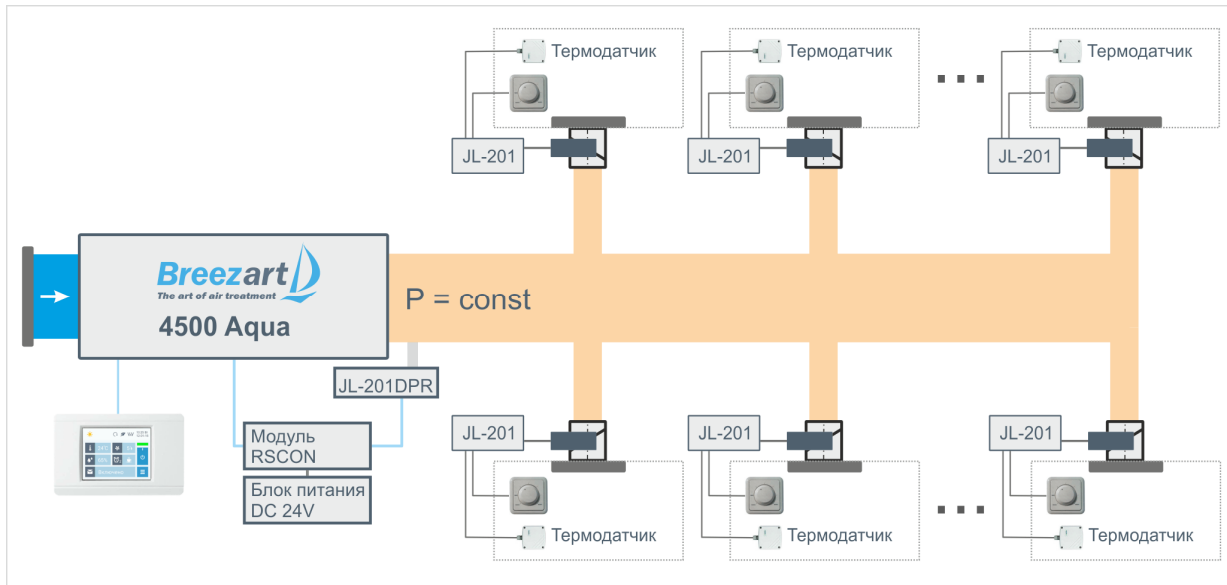 Термодатчик
Термодатчик
Термодатчик
JL-201
JL-201
JL-201
Breezart
The art of air treatment
4500 Aqua
P = const
JL-201DPR
Модуль
RSCON
Блок питания
DC 24V
JL-201
JL-201
JL-201
Термодатчик
Термодатчик
Термодатчик